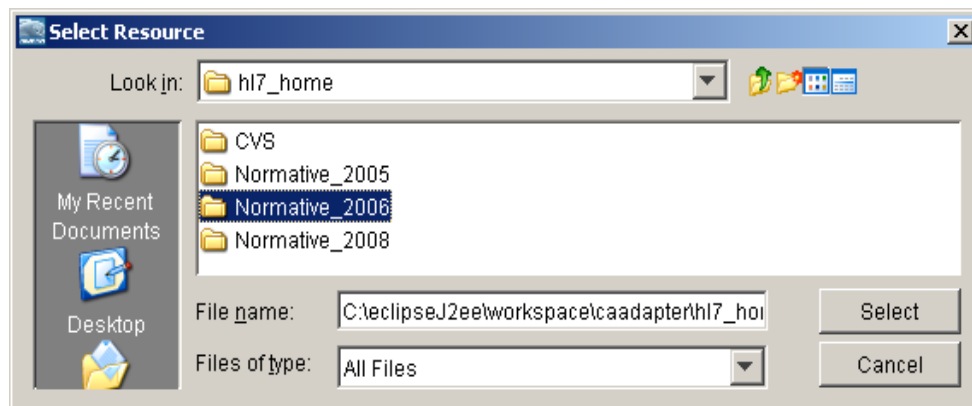 Select Resource
Look in:
hl7_home
CVS
Normative_2005
Normative_2006
Normative_2008
My Recent
Documents
Desktop
File name:
C:\eclipseJ2ee\workspace\caadapter\hl7_hor
Select
Files of type:
All Files
Cancel